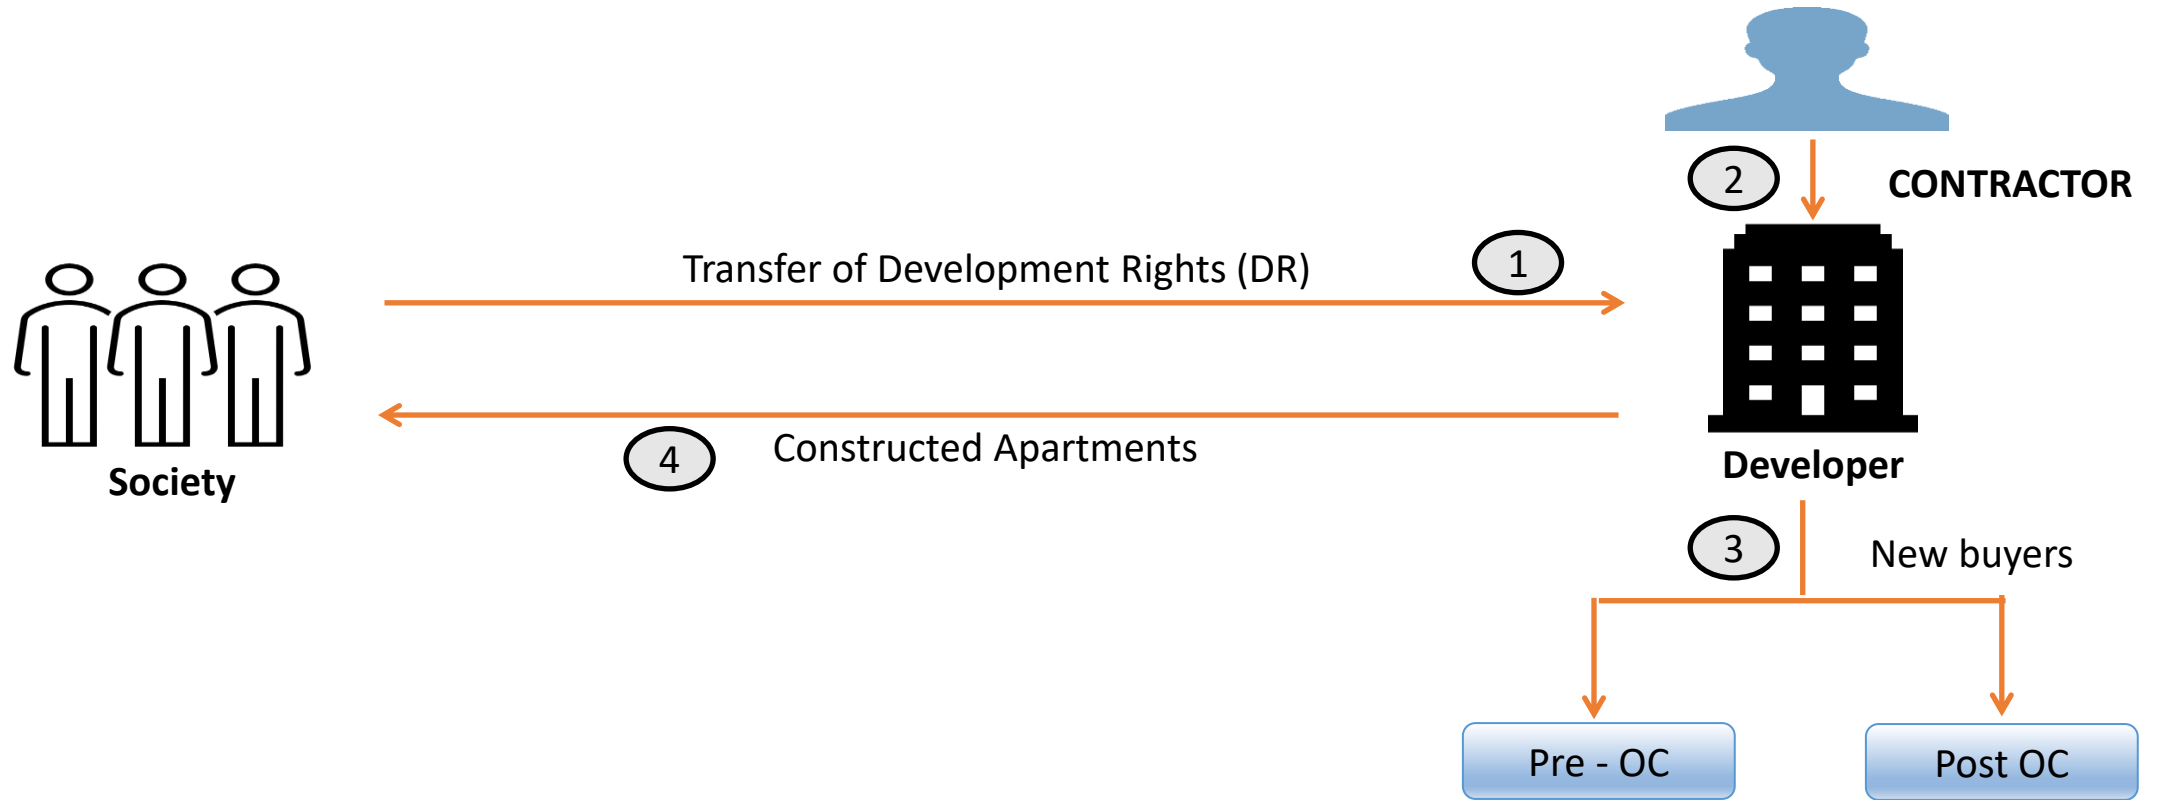 2
CONTRACTOR
Transfer of Development Rights (DR)
1
4
Constructed Apartments
Society
Developer
3
New buyers
Pre - OC
Post OC